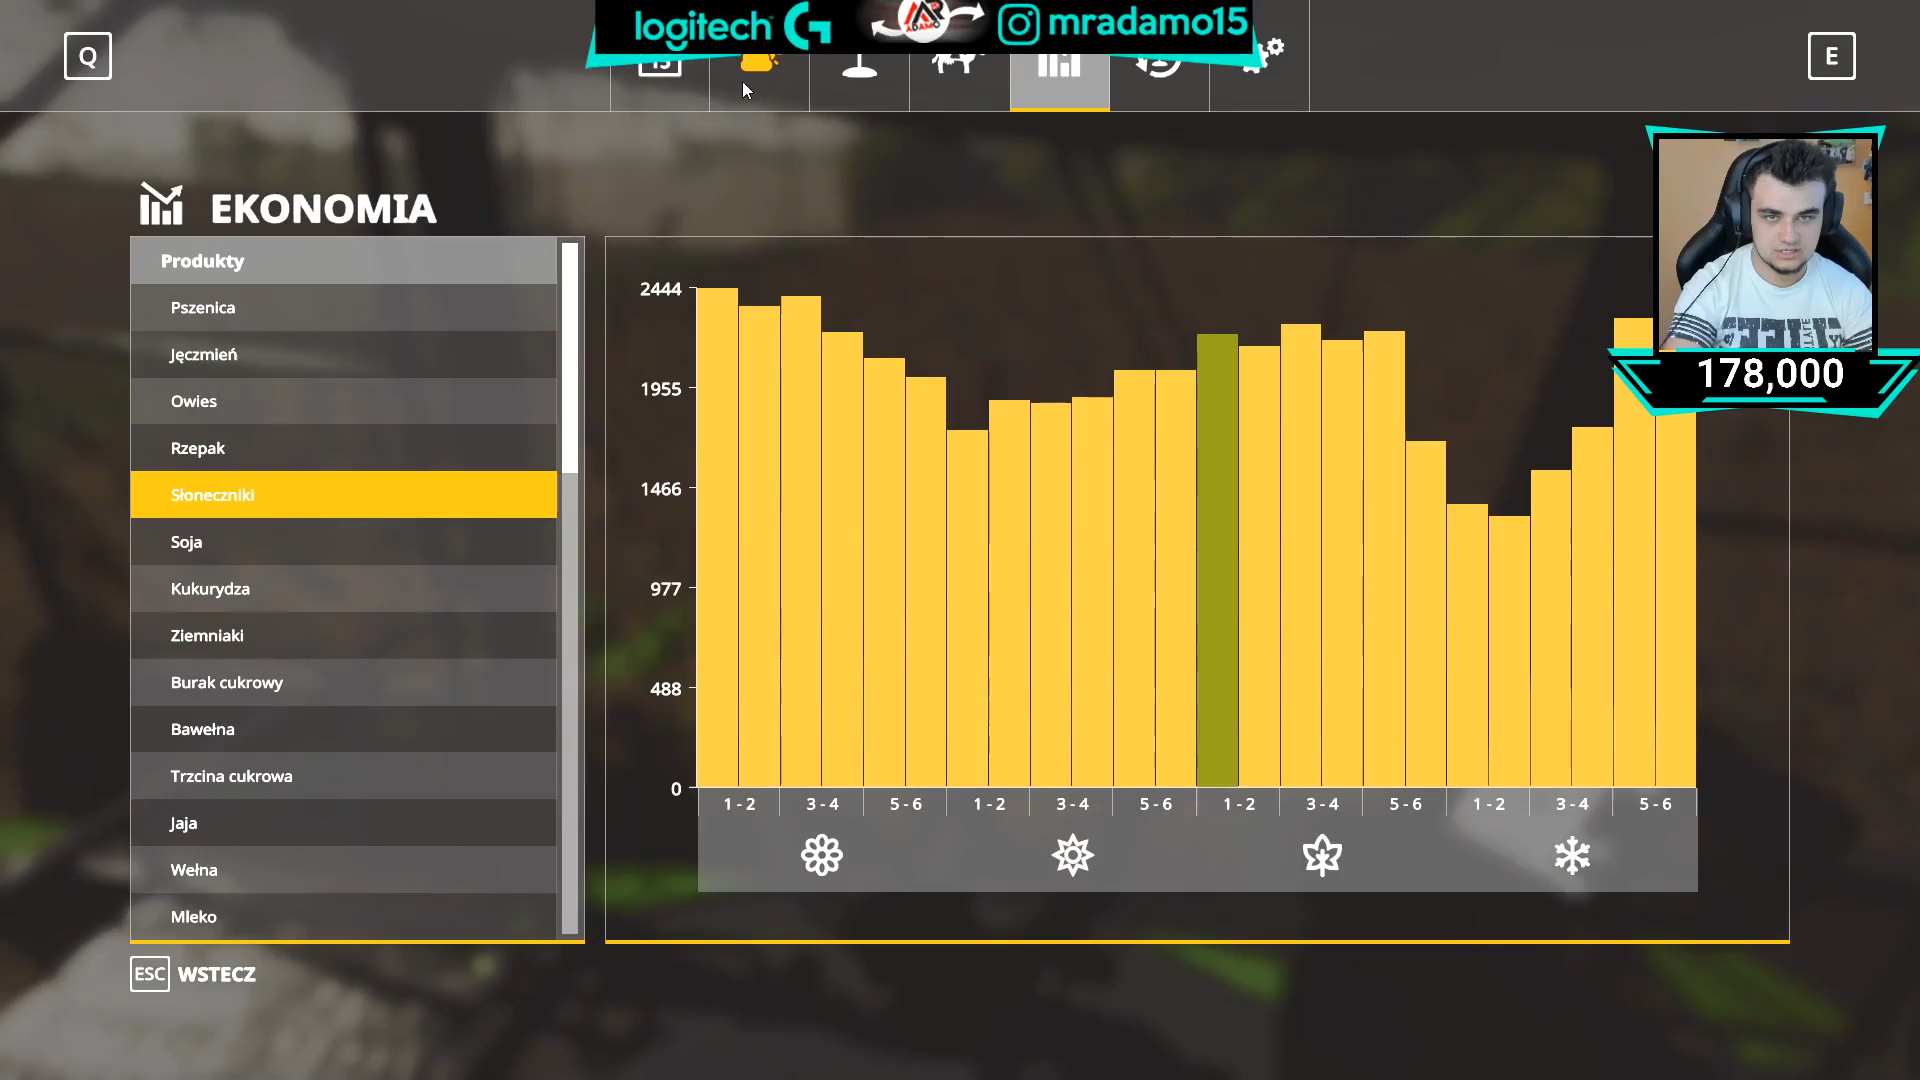 logitech G
mradamo15
Q
15
E
EKONOMIA
Produkty
Pszenica
Jęczmień
Owies
Rzepak
Słoneczniki
Soja
Kukurydza
Ziemniaki
Burak cukrowy
Bawełna
Trzcina cukrowa
Jaja
Wełna
Mleko
2444
1955
1466
977
488
0
1 - 2
3 - 4
5 - 6
1 - 2
3 - 4
5 - 6
1 - 2
3 - 4
5 - 6
1 - 2
3 - 4
5 - 6
178,000
ESC WSTECZ